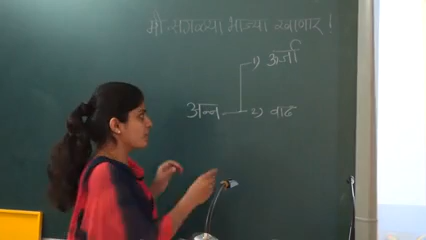 मी सगळ्या भाज्या खाणार !
१) ऊर्जा
अन्न २) वाढ